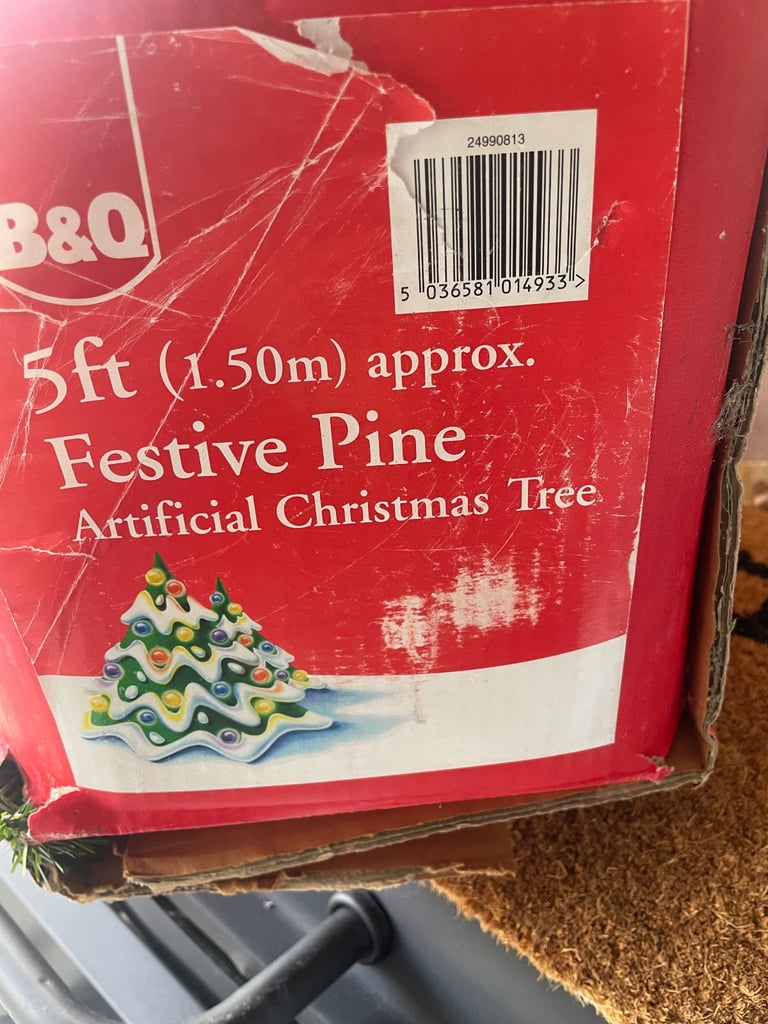 24990813
5 036581 014933 >
B&Q
5ft (1.50m) approx.
Festive Pine
Artificial Christmas Tree